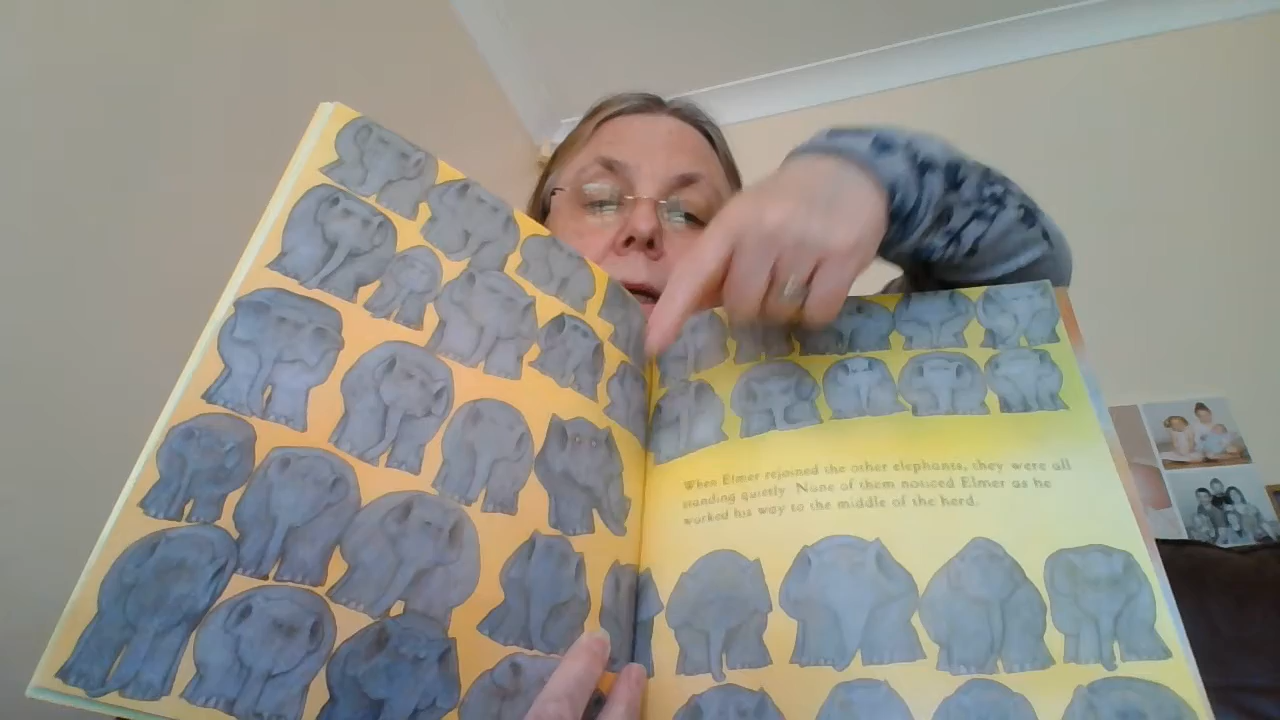 When Elmer rejoined the other elephants, they were all
standing quietly. None of them noticed Elmer as he
worked his way to the middle of the herd.